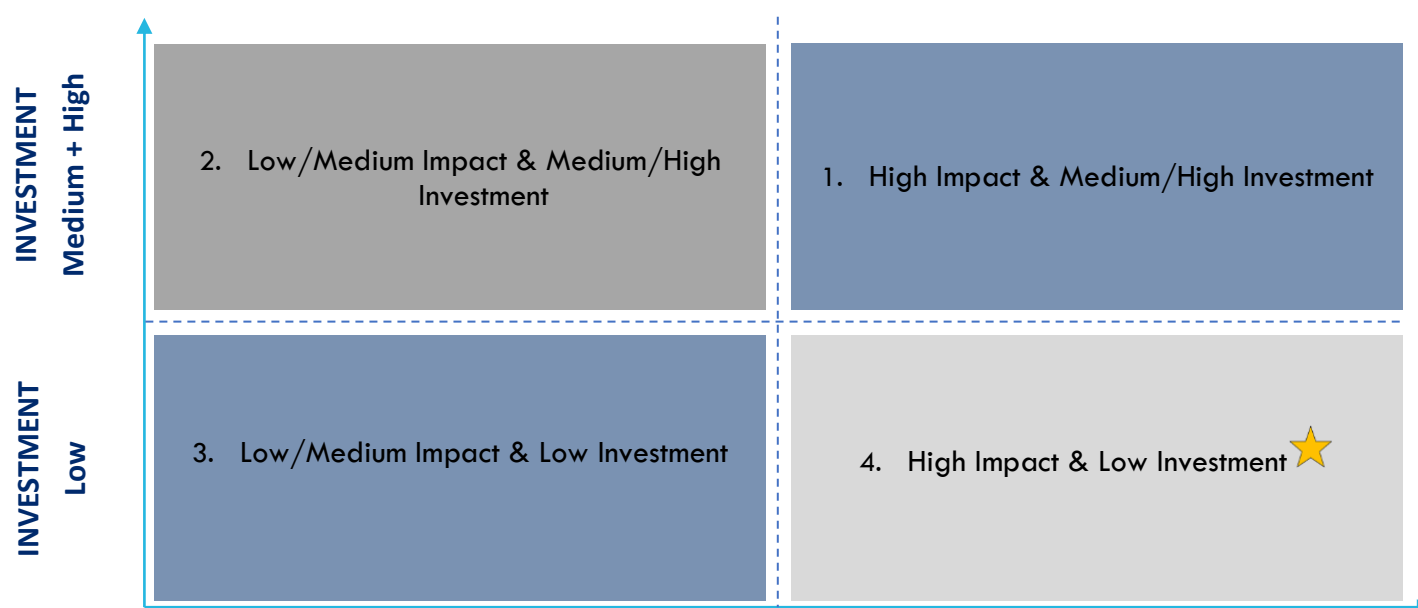 INVESTMENT
Medium + High
2. Low/Medium Impact & Medium/High
Investment
1. High Impact & Medium/High Investment
INVESTMENT
Low
3. Low/Medium Impact & Low Investment
4. High Impact & Low Investment